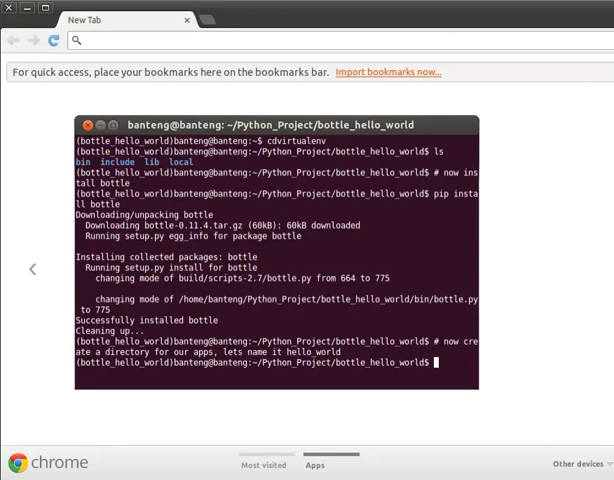 New Tab
For quick access, place your bookmarks here on the bookmarks bar. Import bookmarks now...
banteng@banteng: ~/Python_Project/bottle_hello_world
(bottle_hello_world)banteng@banteng:~$ cdvirtualenv
(bottle_hello_world)banteng@banteng:~/Python_Project/bottle_hello_world$ ls
bin include lib local
(bottle_hello_world)banteng@banteng:~/Python_Project/bottle_hello_world$ # now ins
tall bottle
(bottle_hello_world)banteng@banteng:~/Python_Project/bottle_hello_world$ pip insta
ll bottle
Downloading/unpacking bottle
Downloading bottle-0.11.4.tar.gz (60kB): 60kB downloaded
Running setup.py egg_info for package bottle
Installing collected packages: bottle
Running setup.py install for bottle
changing mode of build/scripts-2.7/bottle.py from 664 to 775
changing mode of /home/banteng/Python_Project/bottle_hello_world/bin/bottle.py
to 775
Successfully installed bottle
Cleaning up...
(bottle_hello_world)banteng@banteng:~/Python_Project/bottle_hello_world$ # now cre
ate a directory for our apps, lets name it hello_world
(bottle_hello_world)banteng@banteng:~/Python_Project/bottle_hello_world$
chrome
Most visited
Apps
Other devices